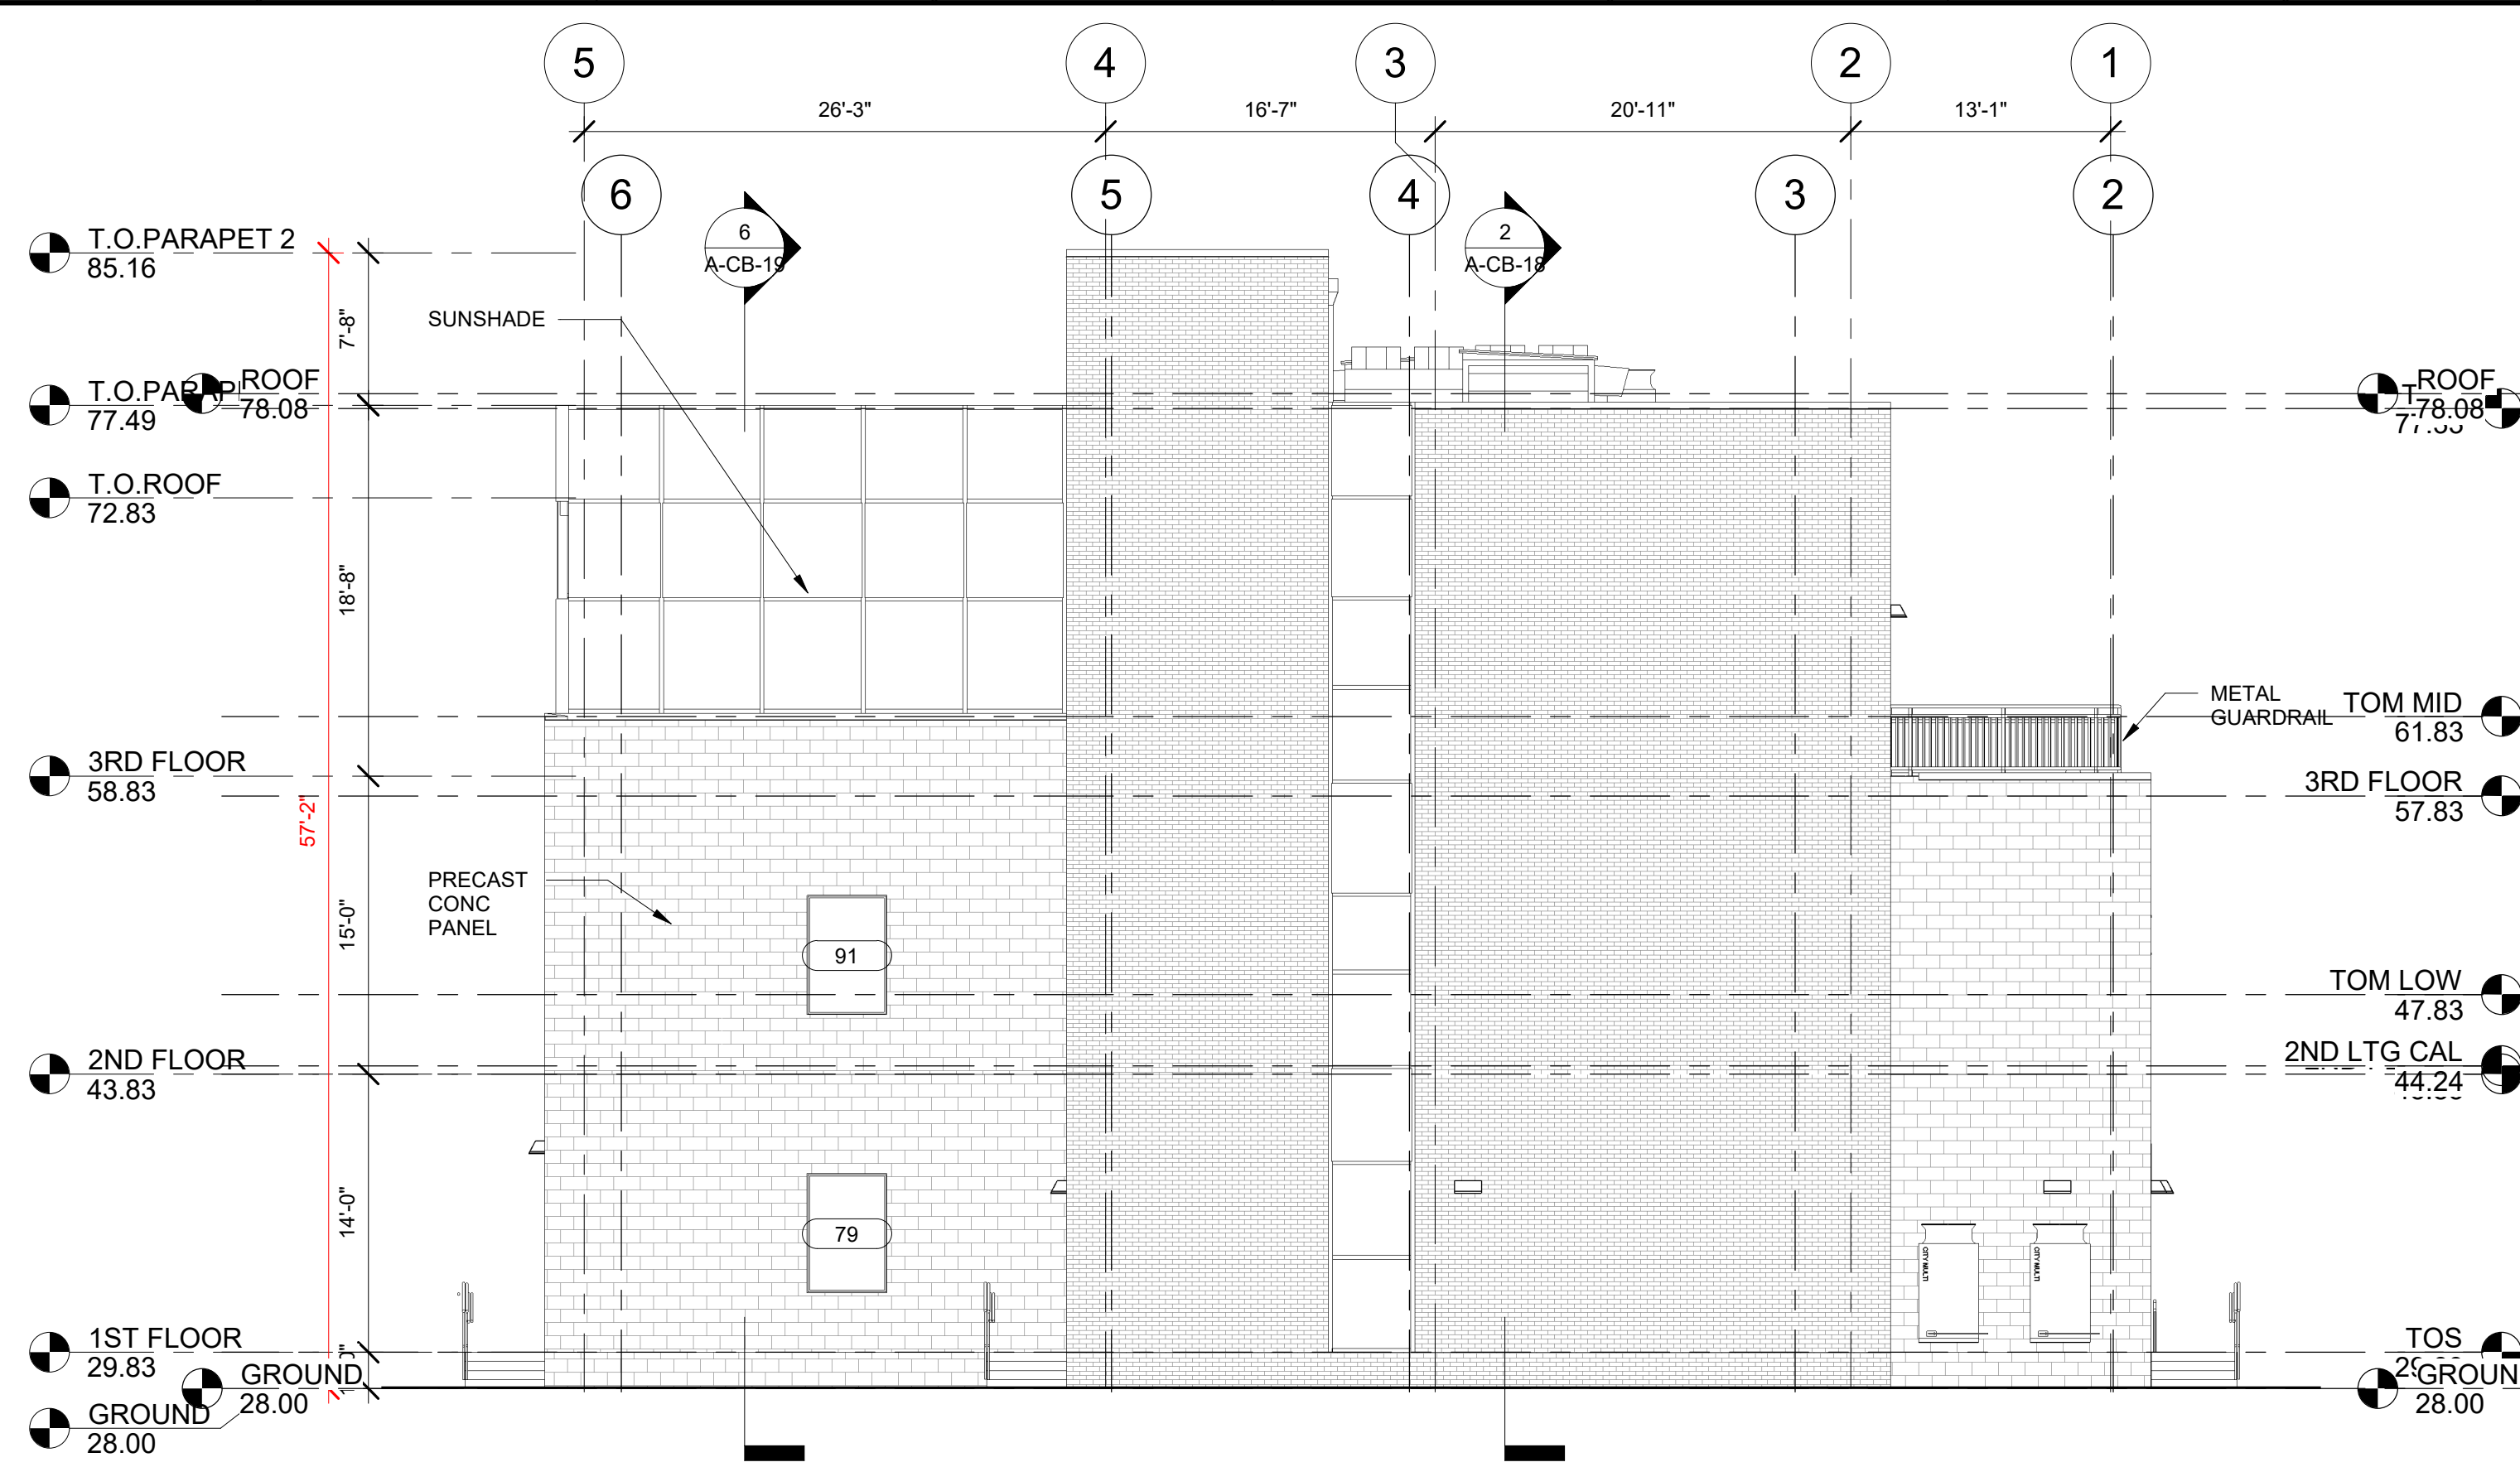 5
4
3
2
1
26'-3"
16'-7"
20'-11"
13'-1"
6
5
4
3
2
6
A-CB-19
2
A-CB-18
T.O.PARAPET 2
85.16
7'-8"
SUNSHADE
ROOF
78.08
77.49
ROOF
78.08
T.O.ROOF
72.83
18'-8"
METAL
GUARDRAIL
TOM MID
61.83
3RD FLOOR
58.83
3RD FLOOR
57.83
57'-2"
PRECAST
CONC
PANEL
15'-0"
91
TOM LOW
47.83
2ND FLOOR
43.83
2ND LTG CAL
44.24
14'-0"
79
CITY MULTI
CITY MULTI
1ST FLOOR
29.83
TOS
GROUND
28.00
GROUN
28.00
GROUND
28.00